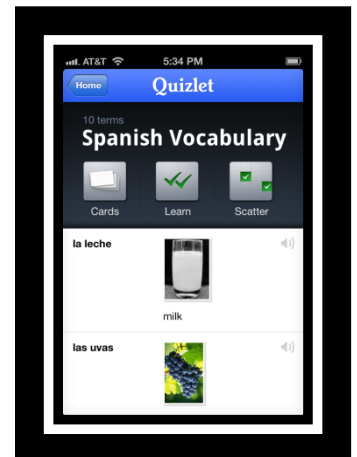 AT&T 5:34 PM
Home Quizlet
10 terms
Spanish Vocabulary
Cards Learn Scatter
la leche
milk
las uvas